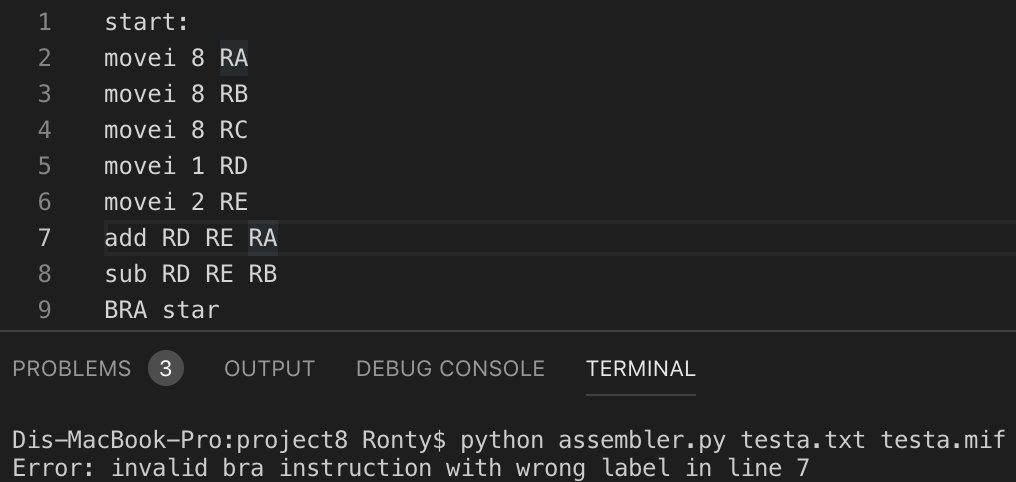 1 start:
2 movei 8 RA
3 movei 8 RB
4 movei 8 RC
5 movei 1 RD
6 movei 2 RE
7 add RD RE RA
8 sub RD RE RB
9 BRA star
PROBLEMS 3 OUTPUT DEBUG CONSOLE TERMINAL
Dis-MacBook-Pro:project8 Ronty$ python assembler.py testa.txt testa.mif
Error: invalid bra instruction with wrong label in line 7